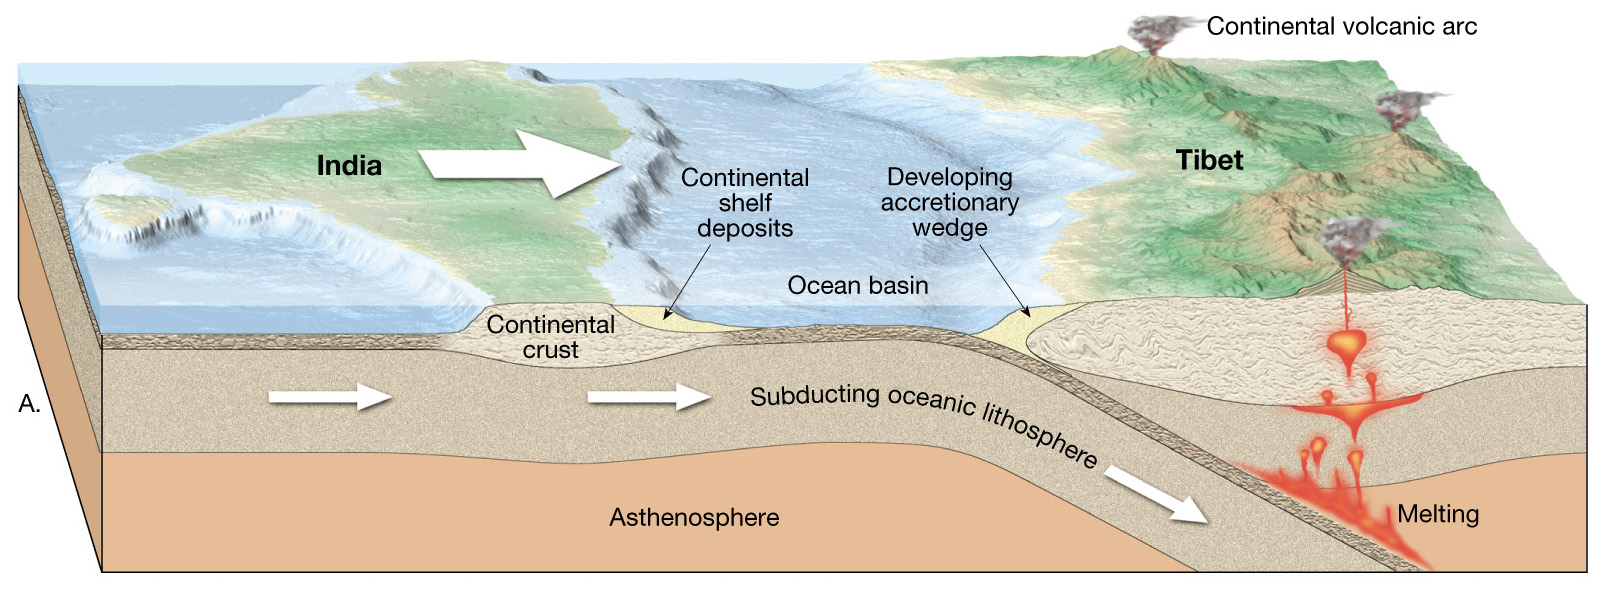 Continental volcanic arc
India
Tibet
Continental
shelf
deposits
Developing
accretionary
wedge
Ocean basin
Continental
crust
A.
Subducting oceanic lithosphere
Asthenosphere
Melting